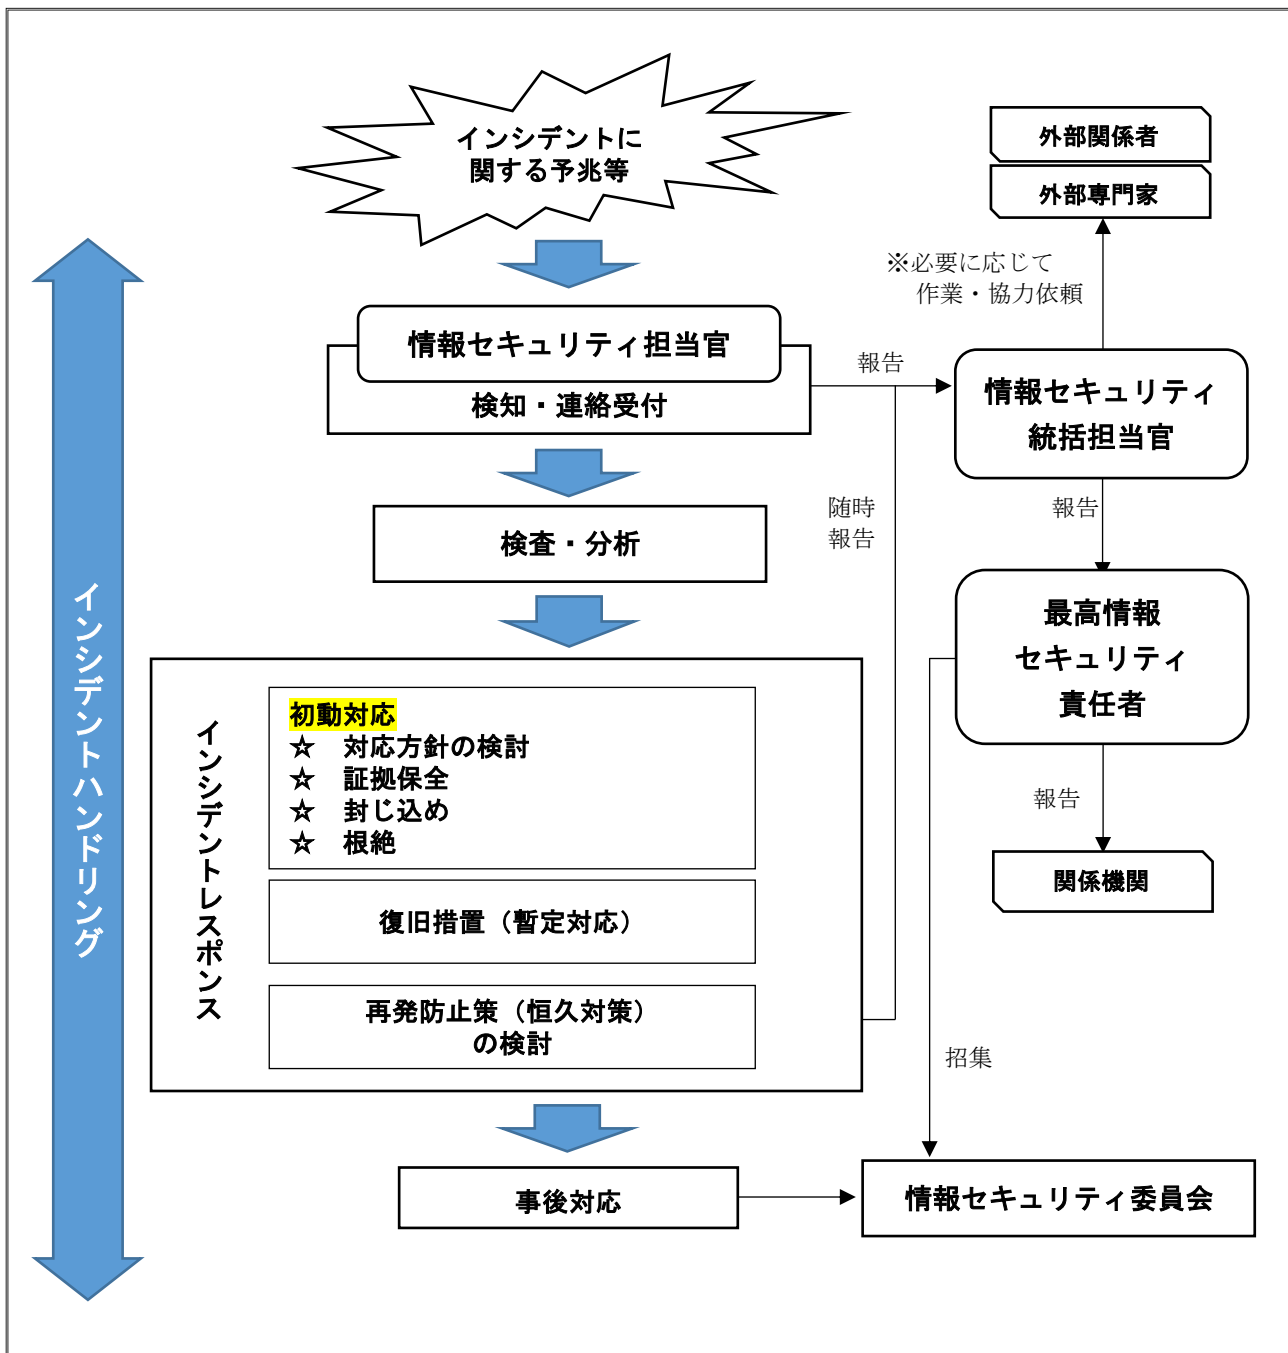 インシデントに
関する予兆等
外部関係者
外部専門家
※必要に応じて
作業・協力依頼
情報セキュリティ担当官
検知・連絡受付
報告
情報セキュリティ
統括担当官
随時
報告
報告
検査・分析
最高情報
セキュリティ
責任者
インシデントハンドリング
インシデントレスポンス
初動対応
☆ 対応方針の検討
☆ 証拠保全
☆ 封じ込め
☆ 根絶
報告
関係機関
復旧措置（暫定対応）
再発防止策（恒久対策）
の検討
招集
事後対応
情報セキュリティ委員会